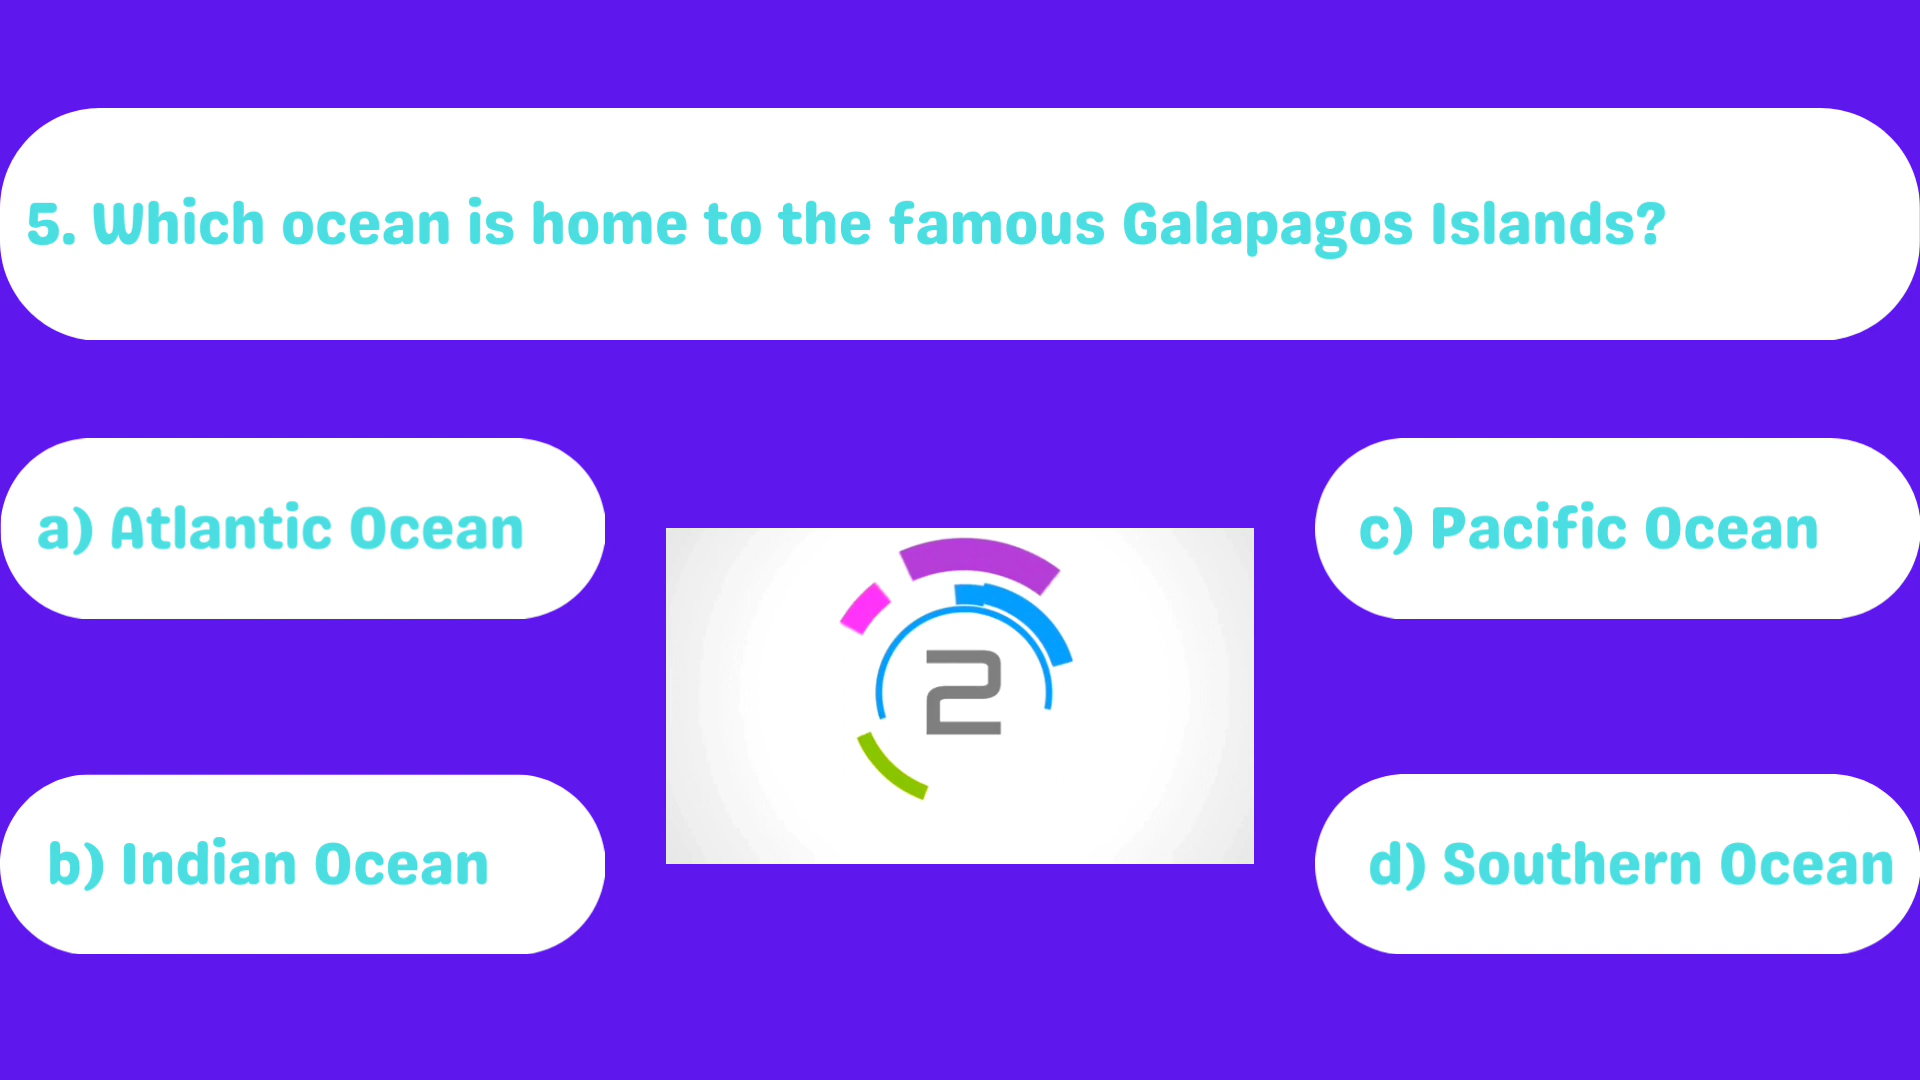 5. Which ocean is home to the famous Galapagos Islands?
a) Atlantic Ocean
c) Pacific Ocean
2
b) Indian Ocean
d) Southern Ocean